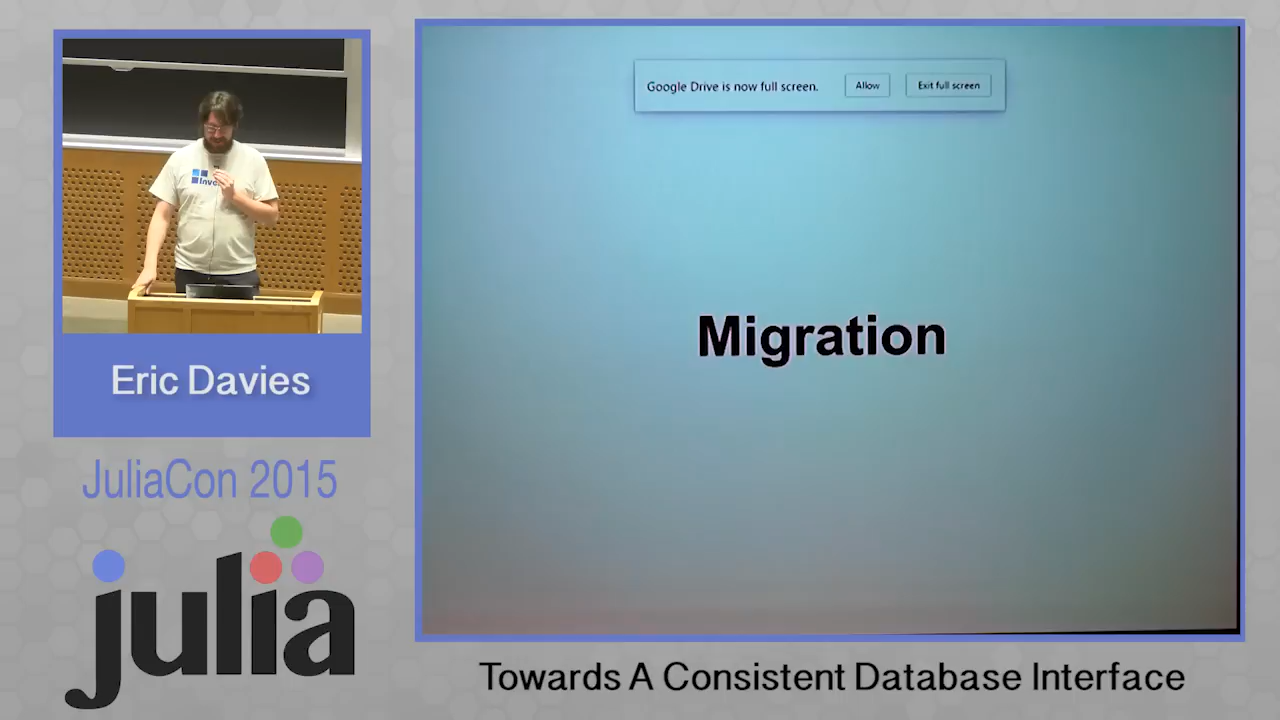 Google Drive is now full screen. Allow Exit full screen
Migration
Eric Davies
JuliaCon 2015
julia
Towards A Consistent Database Interface